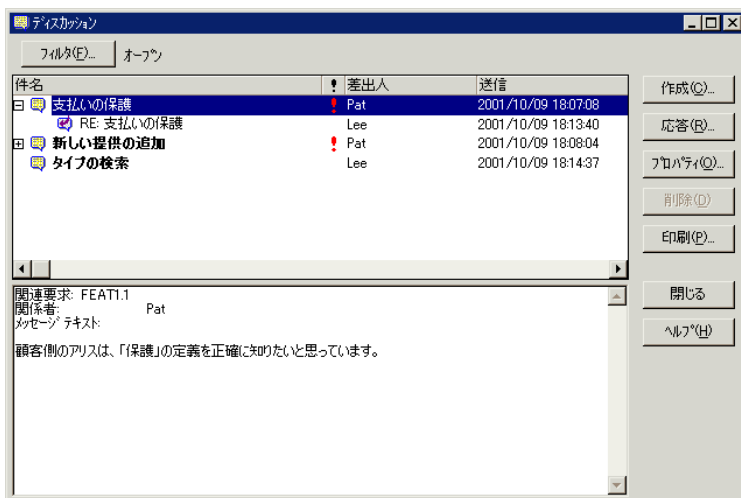 ディスカッション
フィルタ(F)... オープン
件名 ! 差出人 送信
支払いの保護 ! Pat 2001/10/09 18:07:08
RE: 支払いの保護 Lee 2001/10/09 18:13:40
新しい提供の追加 ! Pat 2001/10/09 18:08:04
タイプの検索 Lee 2001/10/09 18:14:37
作成(C)...
応答(R)...
プロパティ(O)...
削除(D)
印刷(P)...
閉じる
ヘルプ(H)
関連要求: FEAT1.1
関係者: Pat
メッセージ テキスト:
顧客側のアリスは、「保護」の定義を正確に知りたいと思っています。